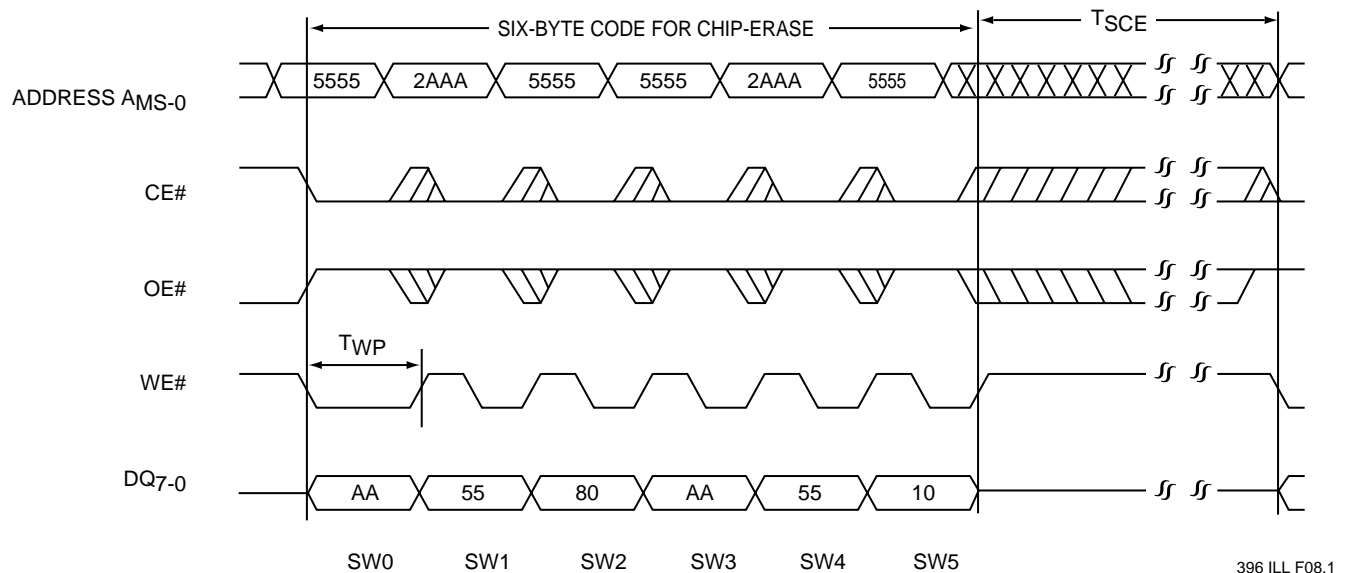 SIX-BYTE CODE FOR CHIP-ERASE
TSCE
ADDRESS AMS-0
5555 2AAA 5555 5555 2AAA 5555
CE#
OE#
TWP
WE#
DQ7-0
AA 55 80 AA 55 10
SW0 SW1 SW2 SW3 SW4 SW5
396 ILL F08.1